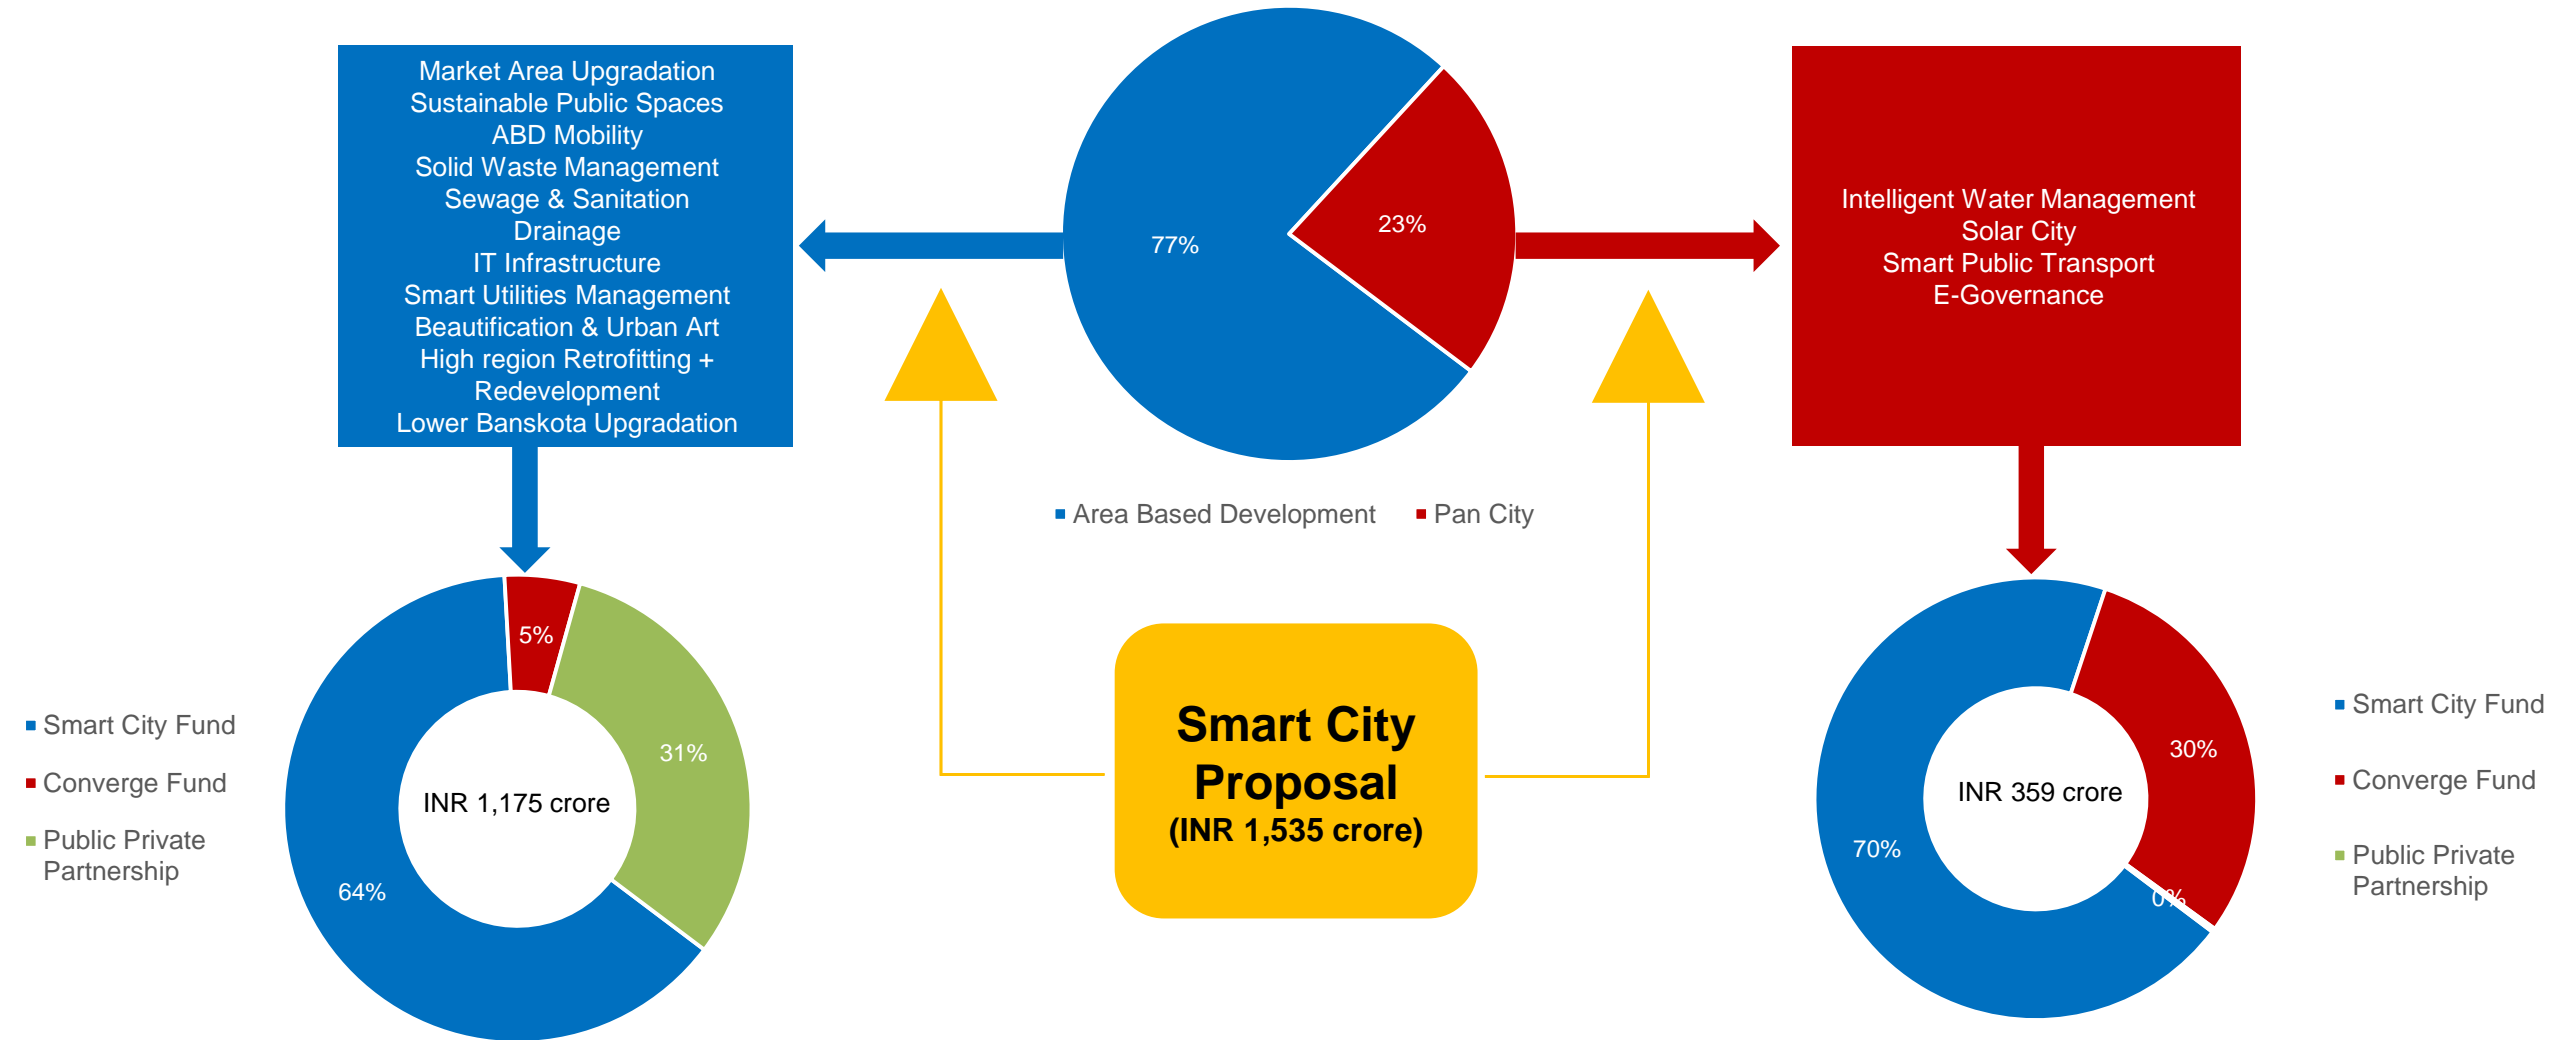 Market Area Upgradation
Sustainable Public Spaces
ABD Mobility
Solid Waste Management
Sewage & Sanitation
Drainage
IT Infrastructure
Smart Utilities Management
Beautification & Urban Art
High region Retrofitting +
Redevelopment
Lower Banskota Upgradation
77%
23%
Area Based Development
Pan City
Intelligent Water Management
Solar City
Smart Public Transport
E-Governance
Smart City Fund
Converge Fund
Public Private
Partnership
5%
31%
64%
INR 1,175 crore
Smart City
Proposal
(INR 1,535 crore)
30%
0%
70%
INR 359 crore
Smart City Fund
Converge Fund
Public Private
Partnership